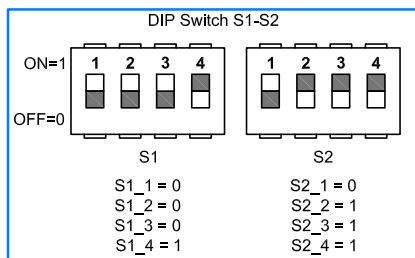 DIP Switch S1-S2
ON=1
1 2 3 4
1 2 3 4
OFF=0
S1
S2
S1_1 = 0
S1_2 = 0
S1_3 = 0
S1_4 = 1
S2_1 = 0
S2_2 = 1
S2_3 = 1
S2_4 = 1